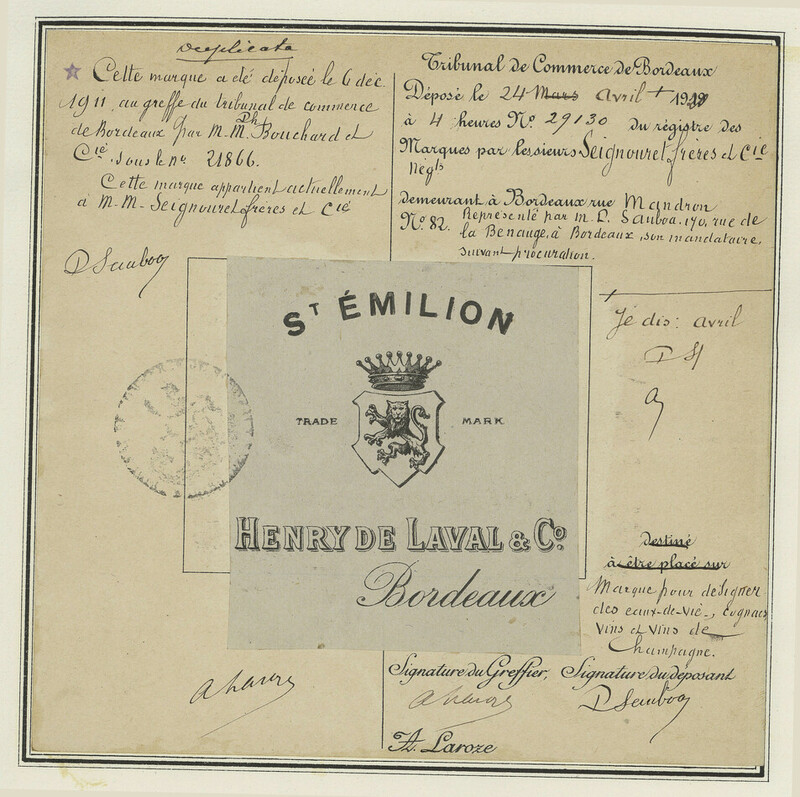 Duplicata
Cette marque a été déposée le 6 déc.
1911, au greffe du tribunal de commerce
de Bordeaux par M.M. Ph Bouchard et
Cie sous le no 21866.
Cette marque appartient actuellement
à M.M. Seignouret frères et Cie
Tribunal de Commerce de Bordeaux
Déposé le 24 Mars Avril + 19
à 4 heures No. 29130 du régistre des
Marques par les sieurs Seignouret frères et Cie
Négts
demeurant à Bordeaux rue Mandron
No. 82. Représenté par M. D. Sauboa, 170, rue de
la Benauge, à Bordeaux, son mandataire,
suivant procuration.
Je dis: avril
ST ÉMILION
TRADE MARK
HENRY DE LAVAL & Co.
Bordeaux
destiné
à être placé sur
Marque pour désigner
des eaux-de-vie, cognacs
vins et vins de
Champagne.
Signature du Greffier, Signature du déposant
D Sauboa
A. Laroze